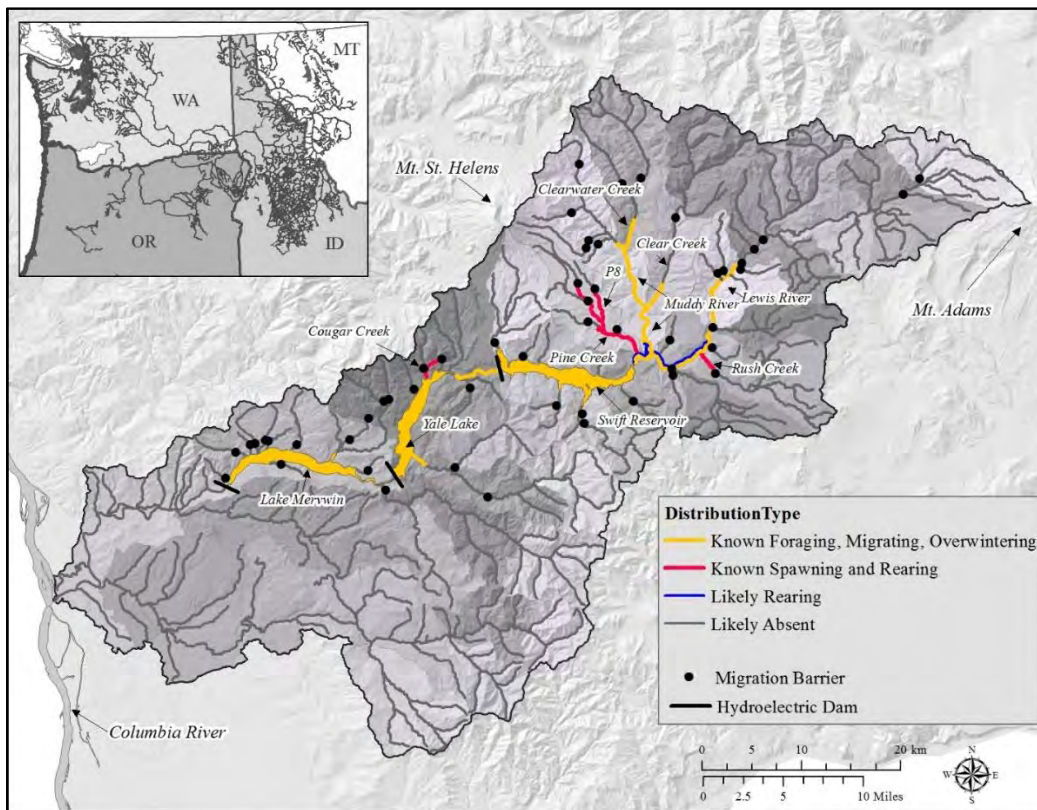 WA
MT
OR
ID
Mt. St. Helens
Clearwater Creek
Clear Creek
P8
Muddy River
Lewis River
Mt. Adams
Cougar Creek
Pine Creek
Rush Creek
Swift Reservoir
Yale Lake
Lake Mervwin
Columbia River
DistributionType
Known Foraging, Migrating, Overwintering
Known Spawning and Rearing
Likely Rearing
Likely Absent
Migration Barrier
Hydroelectric Dam
0 5 10 20 km
0 2.5 5 10 Miles
N
W E
S